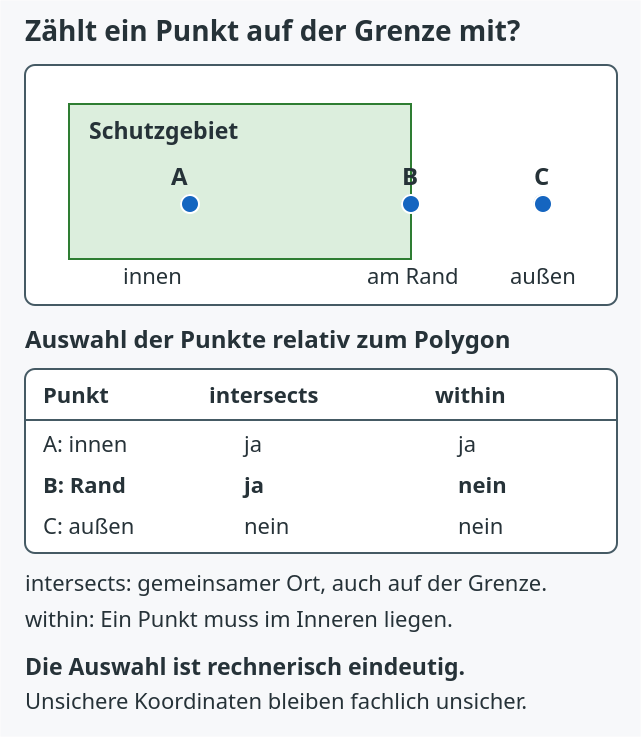 Zählt ein Punkt auf der Grenze mit?
Schutzgebiet
A B C
innen am Rand außen
Auswahl der Punkte relativ zum Polygon
Punkt intersects within
A: innen ja ja
B: Rand ja nein
C: außen nein nein
intersects: gemeinsamer Ort, auch auf der Grenze.
within: Ein Punkt muss im Inneren liegen.
Die Auswahl ist rechnerisch eindeutig.
Unsichere Koordinaten bleiben fachlich unsicher.